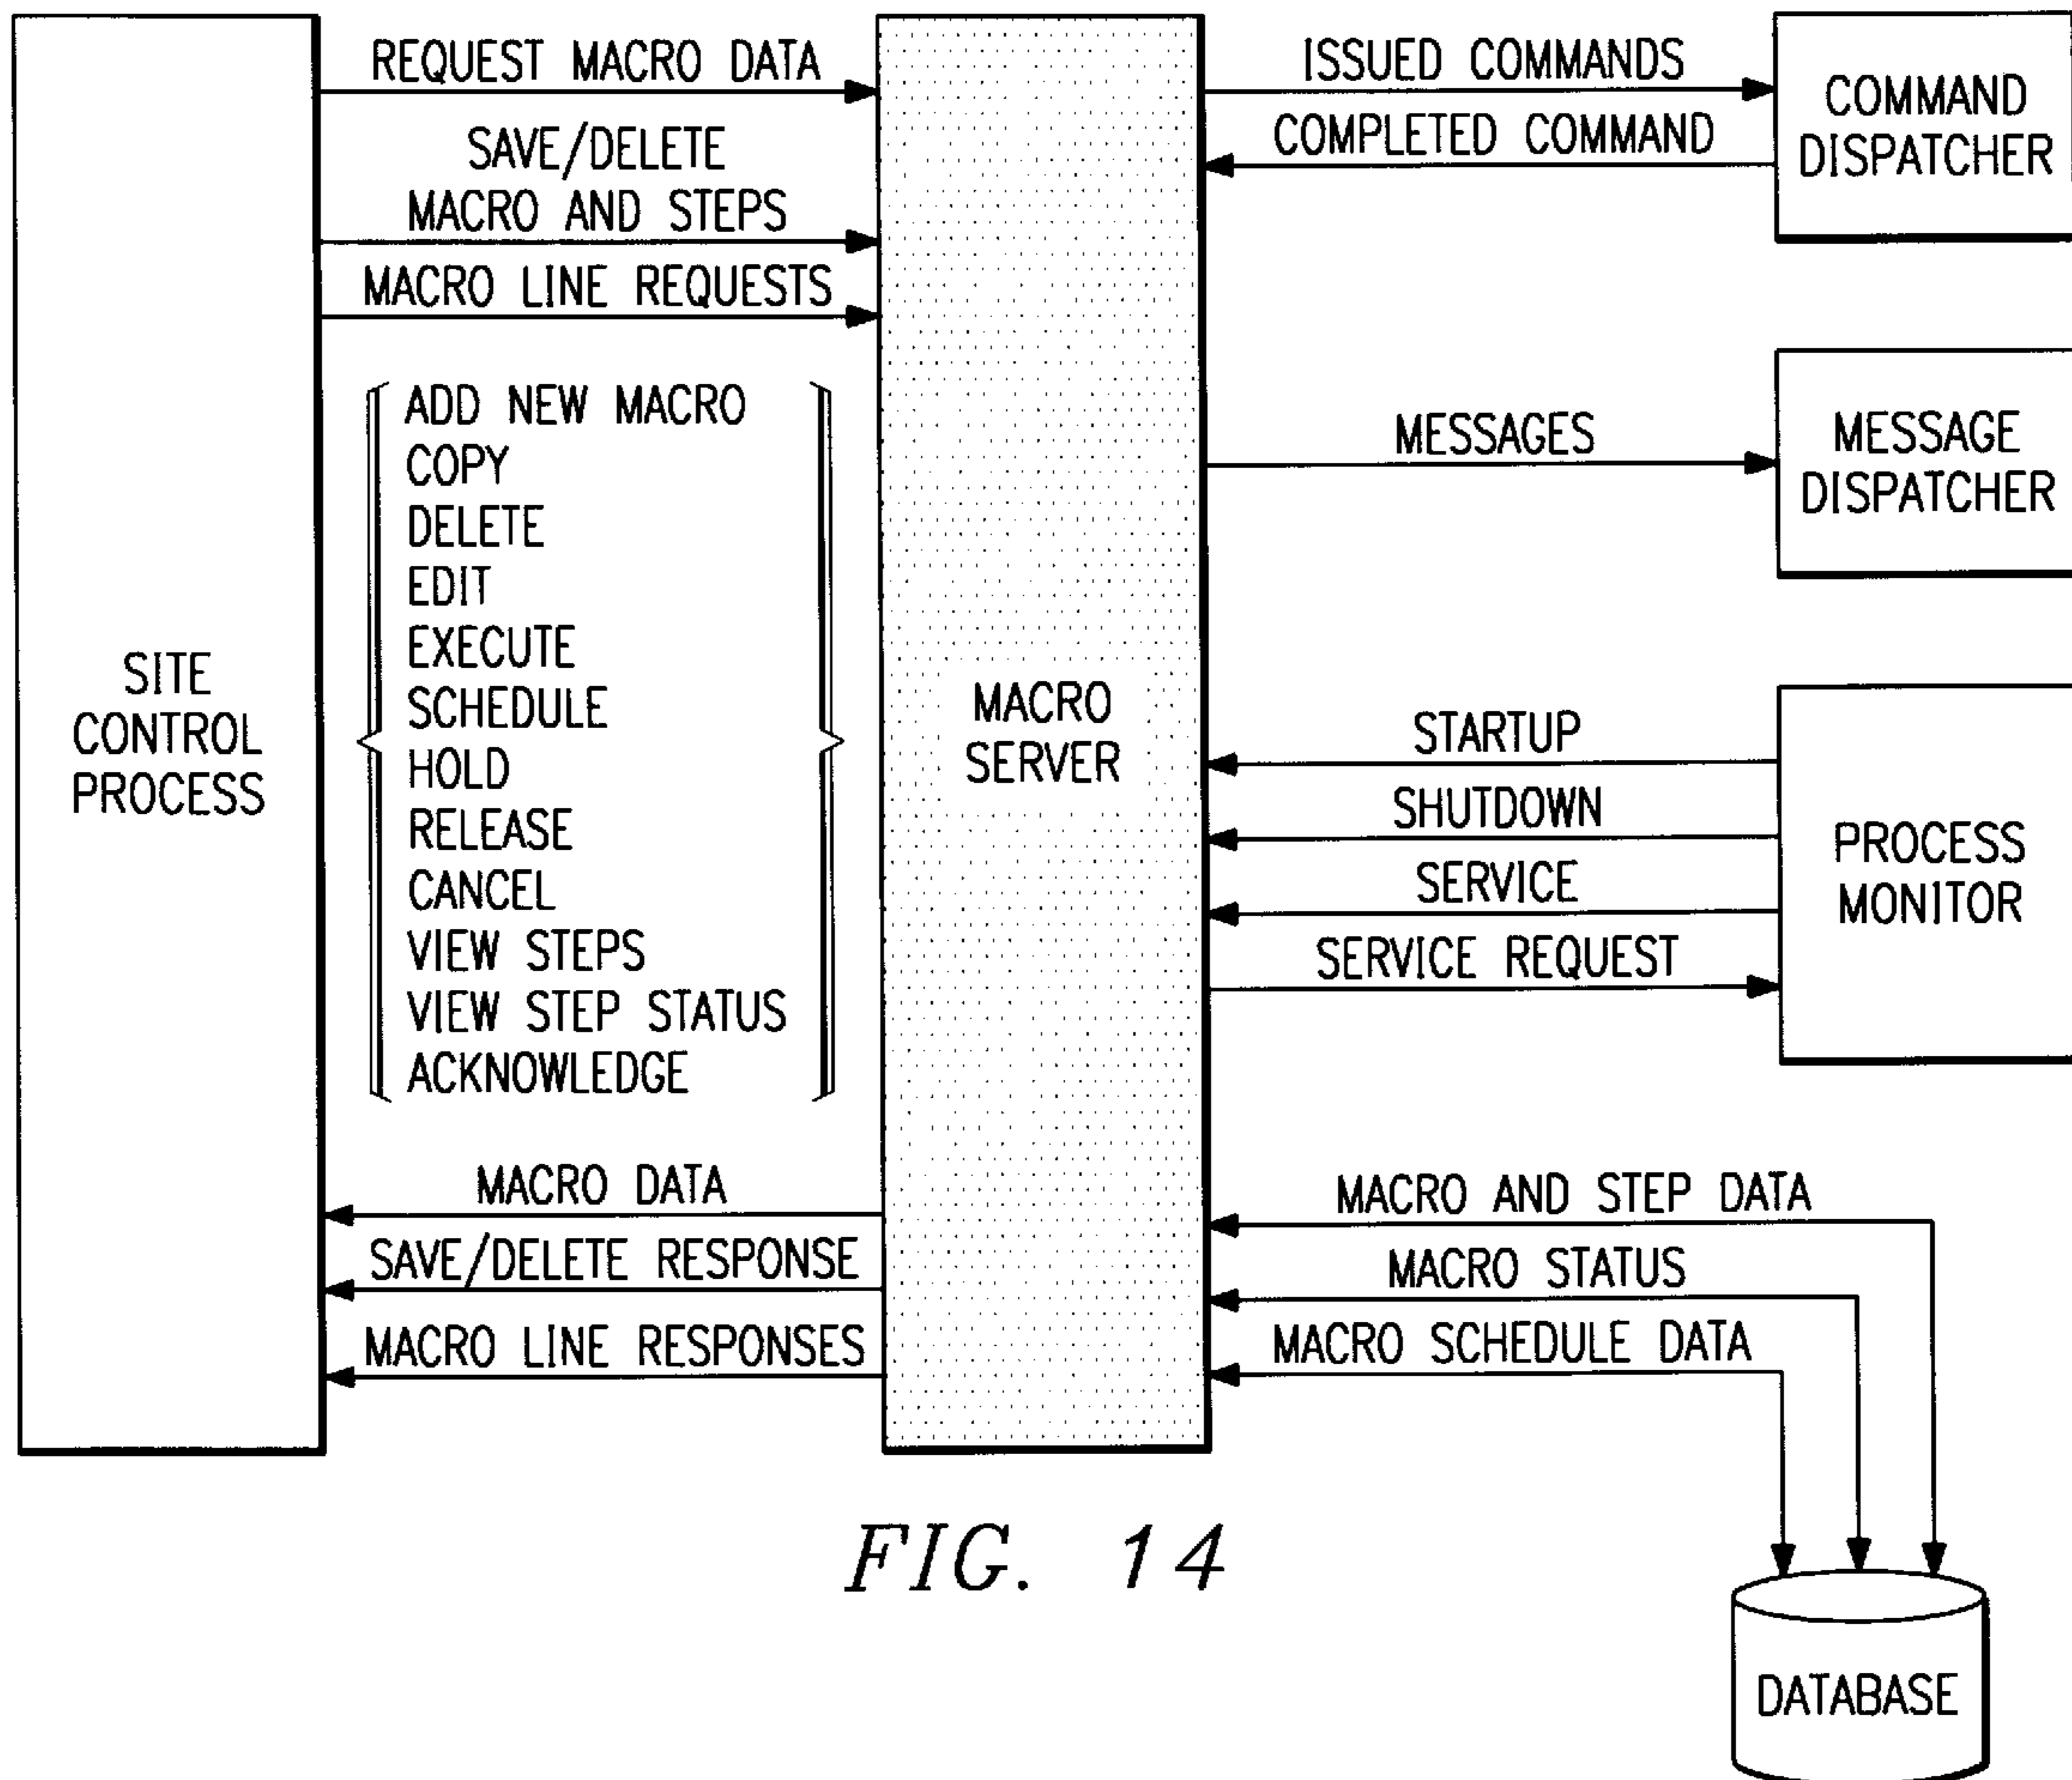 REQUEST MACRO DATA
SAVE/DELETE
MACRO AND STEPS
MACRO LINE REQUESTS
ADD NEW MACRO
COPY
DELETE
EDIT
EXECUTE
SCHEDULE
HOLD
RELEASE
CANCEL
VIEW STEPS
VIEW STEP STATUS
ACKNOWLEDGE
SITE
CONTROL
PROCESS
MACRO DATA
SAVE/DELETE RESPONSE
MACRO LINE RESPONSES
MACRO
SERVER
ISSUED COMMANDS
COMPLETED COMMAND
COMMAND
DISPATCHER
MESSAGES
MESSAGE
DISPATCHER
STARTUP
SHUTDOWN
SERVICE
SERVICE REQUEST
PROCESS
MONITOR
MACRO AND STEP DATA
MACRO STATUS
MACRO SCHEDULE DATA
DATABASE
FIG. 14